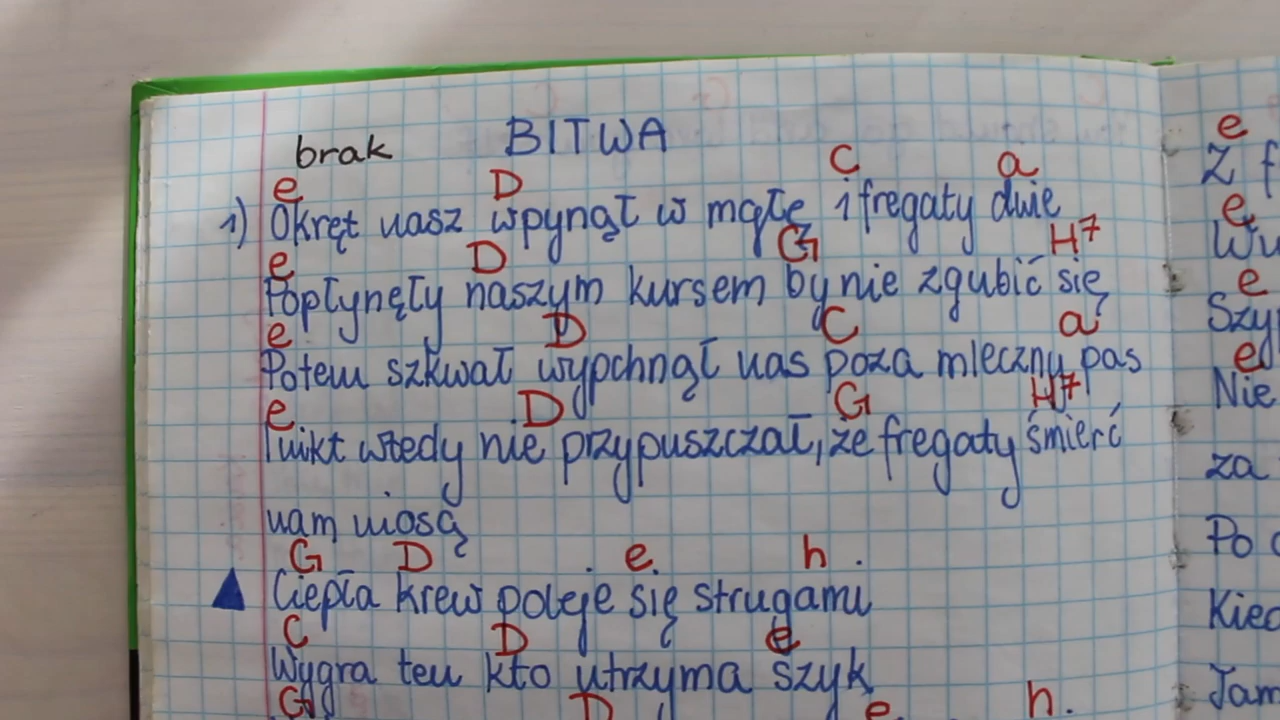 BITWA
brak
e D C a
1) Okręt nasz wpynął w mgłę i fregaty dwie
e D G H7
Popłynęły naszym kursem by nie zgubić się
e D C a
Potem szkwał wypchnął nas poza mleczny pas
e D G H7
I nikt wtedy nie przypuszczał, że fregaty śmierć
nam niosą
G D e h
Ciepła krew poleje się strugami
C D e
Wygra ten kto utrzyma szyk
G D e h
e
Z f
e
e
Szy
e
Nie
za
Po